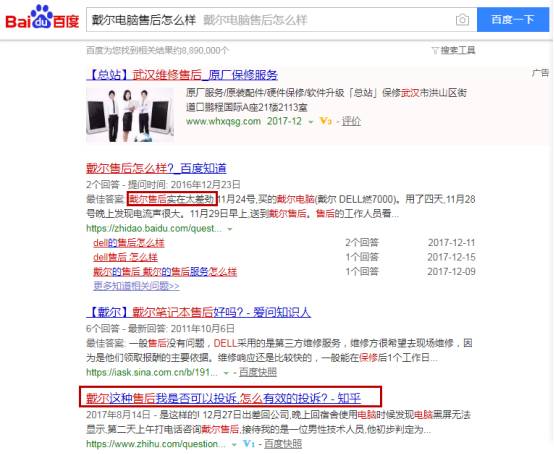 Bai du 百度 戴尔电脑售后怎么样 戴尔电脑售后怎么样 百度一下
百度为您找到相关结果约8,890,000个 搜索工具
【总站】武汉维修售后_原厂保修服务 广告
原厂服务/原装配件/硬件保修/软件升级「总站」保修武汉市洪山区街
道口鹏程国际A座21楼2113室
www.whxqsg.com 2017-12 V3 - 评价
戴尔售后怎么样?_百度知道
2个回答 - 提问时间: 2016年12月23日
最佳答案: 戴尔售后实在太差劲 11月24号,买的戴尔电脑(戴尔 DELL燃7000)。用了四天,11月28
号晚上发现电流声很大。11月29日早上,送到戴尔售后。售后的工作人员看...
https://zhidao.baidu.com/quest...
dell的售后怎么样 2个回答 2017-12-11
dell售后 怎么样 1个回答 2017-12-15
戴尔的售后 戴尔的售后服务怎么样 1个回答 2017-12-09
更多知道相关问题>>
【戴尔】戴尔笔记本售后好吗? - 爱问知识人
6个回答 - 最新回答: 2011年10月6日
最佳答案: 一般售后没有问题，DELL采用的是第三方维修服务，维修方很希望去现场维修，因
为是他们领取报酬的主要依据。维修响应还是比较快的，一般能在保修后1个工作日...
https://iask.sina.com.cn/b/191... - 百度快照
戴尔这种售后我是否可以投诉,怎么有效的投诉? - 知乎
2017年8月14日 - 是这样的! 12月27日出差回公司,晚上回宿舍使用电脑时候发现电脑黑屏无法
显示.第二天上午打电话咨询戴尔售后,接待我的是一位男性技术人员,他初步判定为...
https://www.zhihu.com/question... V1 - 百度快照